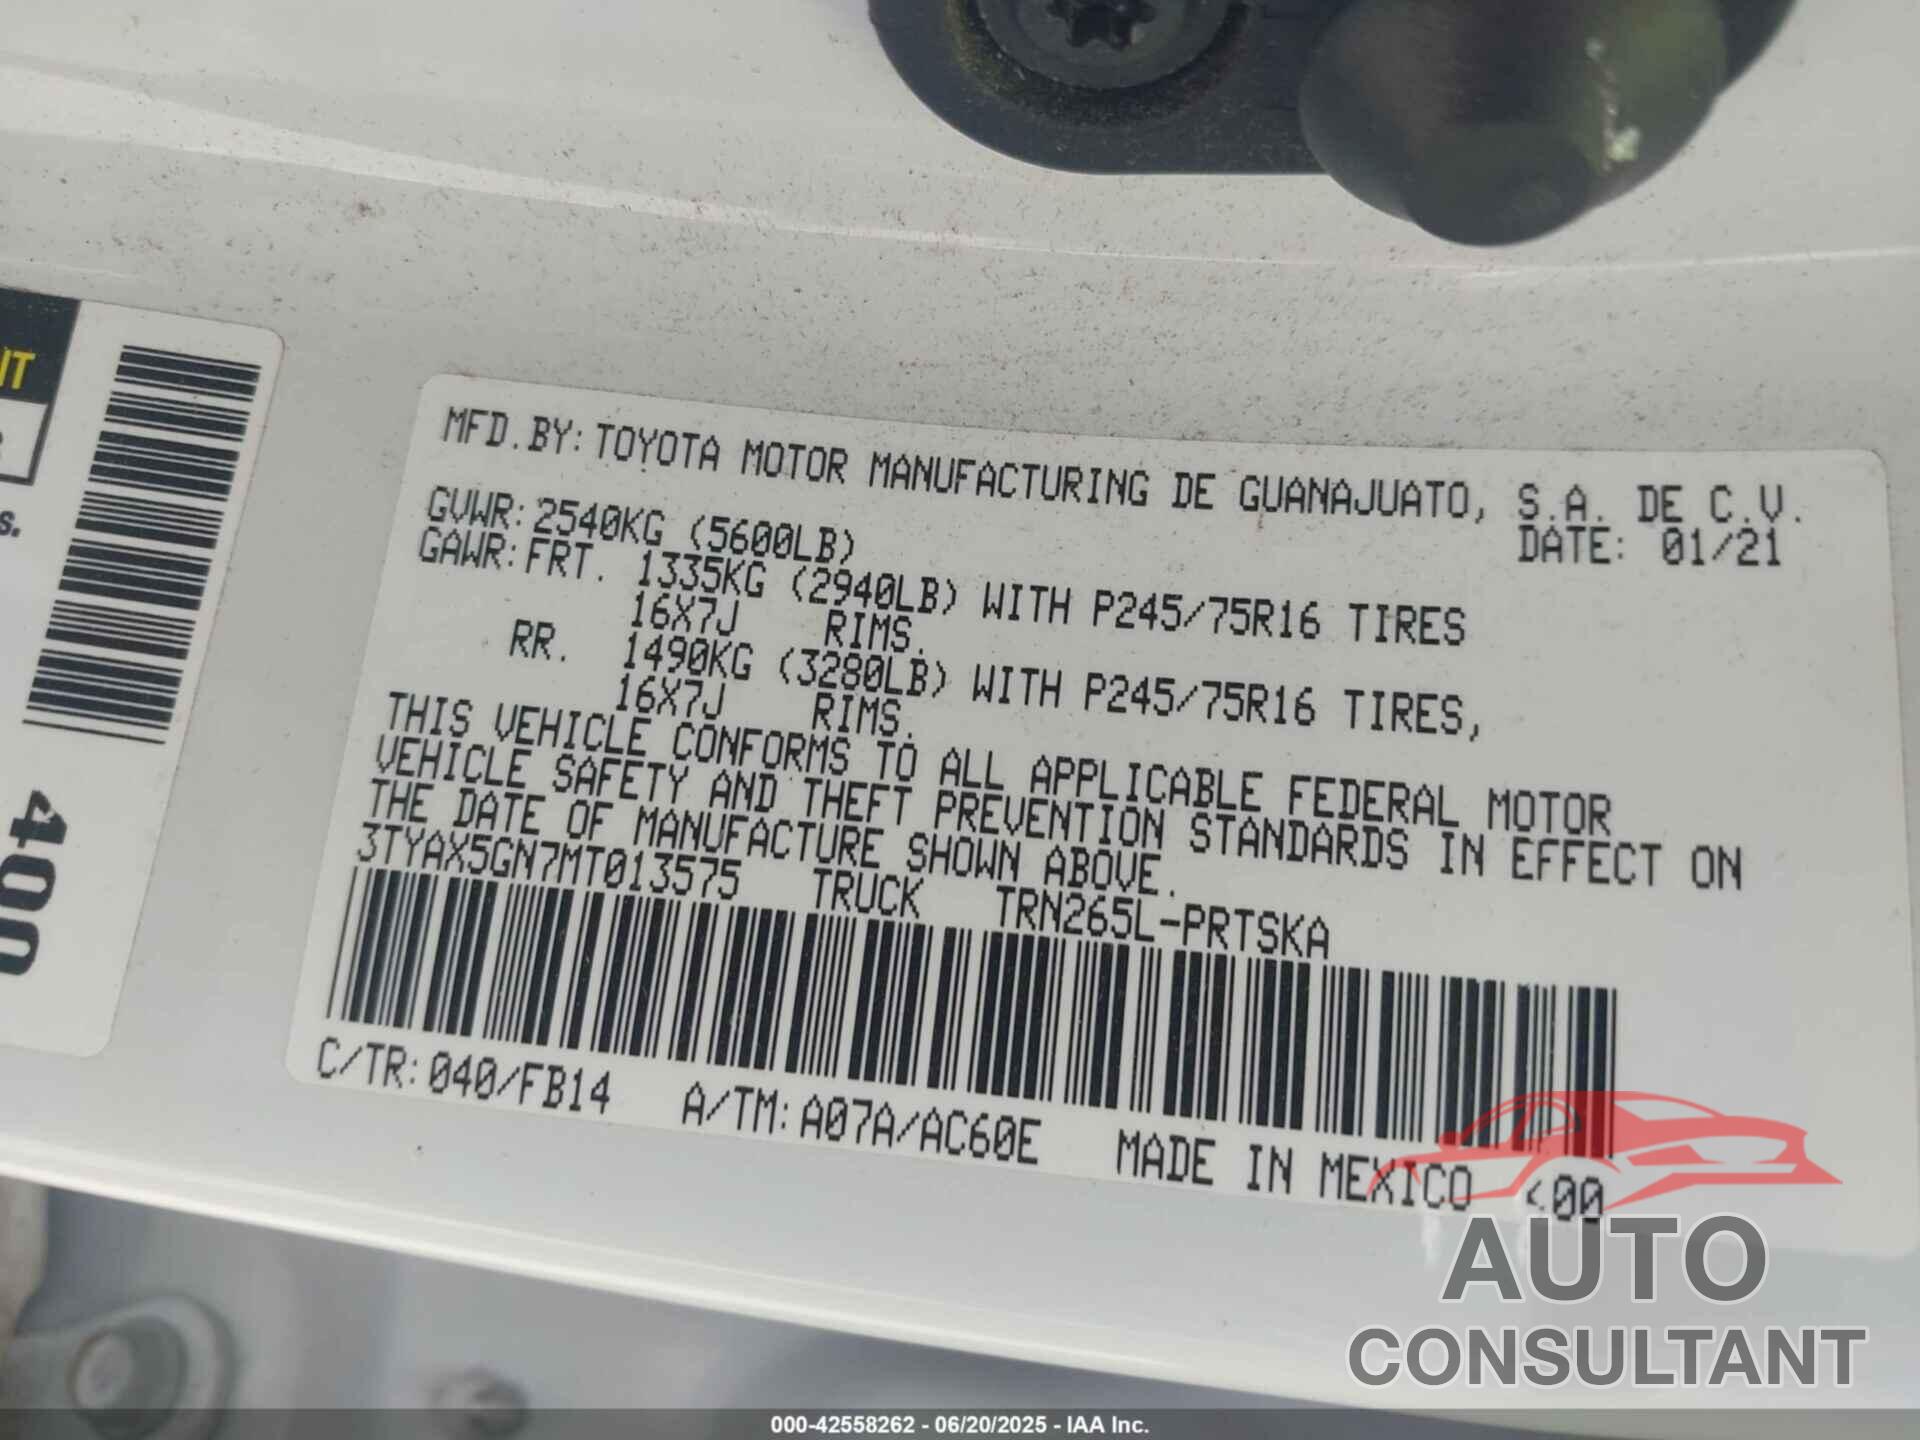 MFD.BY: TOYOTA MOTOR MANUFACTURING DE GUANAJUATO, S.A. DE C.V.
GVWR: 2540KG (5600LB) DATE: 01/21
GAWR: FRT. 1335KG (2940LB) WITH P245/75R16 TIRES
16X7J RIMS.
RR. 1490KG (3280LB) WITH P245/75R16 TIRES,
16X7J RIMS.
THIS VEHICLE CONFORMS TO ALL APPLICABLE FEDERAL MOTOR
VEHICLE SAFETY AND THEFT PREVENTION STANDARDS IN EFFECT ON
THE DATE OF MANUFACTURE SHOWN ABOVE.
3TYAX5GN7MT013575 TRUCK TRN265L-PRTSKA
C/TR: 040/FB14 A/TM: A07A/AC60E MADE IN MEXICO <00
IT
s.
400
AUTO
CONSULTANT
000-42558262 - 06/20/2025 - IAA Inc.